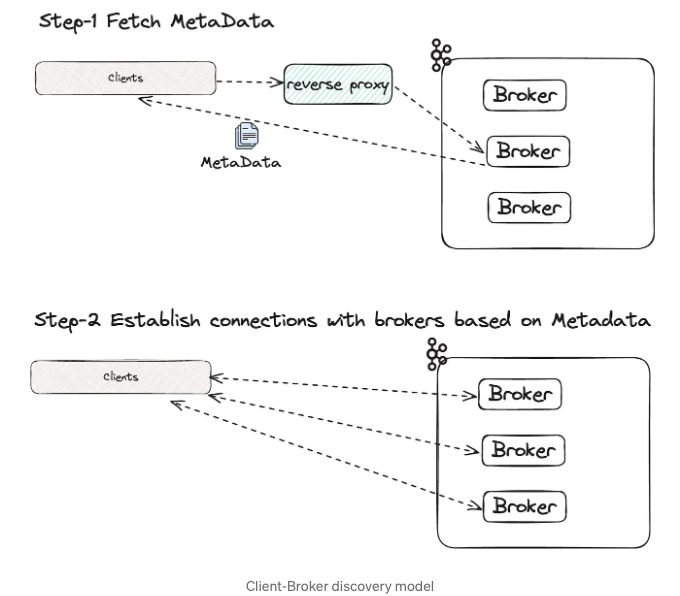 Step-1 Fetch MetaData
Clients
reverse proxy
Broker
Broker
MetaData
Broker
Step-2 Establish connections with brokers based on Metadata
Clients
Broker
Broker
Broker
Client-Broker discovery model